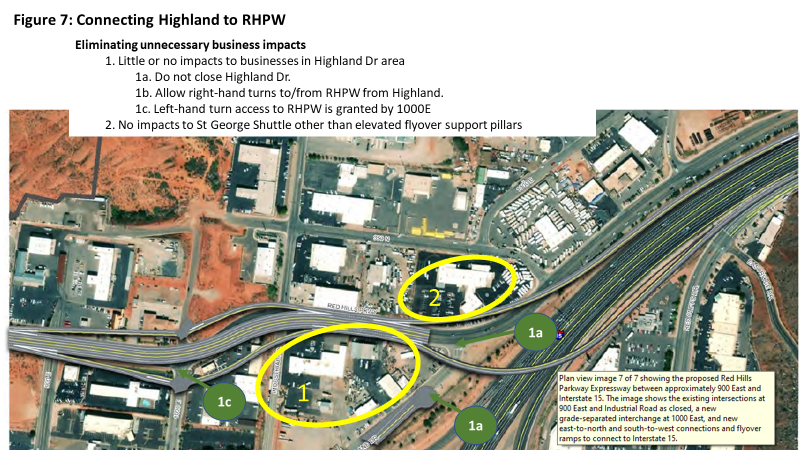 Figure 7: Connecting Highland to RHPW
Eliminating unnecessary business impacts
1. Little or no impacts to businesses in Highland Dr area
1a. Do not close Highland Dr.
1b. Allow right-hand turns to/from RHPW from Highland.
1c. Left-hand turn access to RHPW is granted by 1000E
2. No impacts to St George Shuttle other than elevated flyover support pillars
2
RED HILLS
1a
1
1c
1a
Plan view image 7 of 7 showing the proposed Red Hills
Parkway Expressway between approximately 900 East and
Interstate 15. The image shows the existing intersections at
900 East and Industrial Road as closed, a new
grade-separated interchange at 1000 East, and new
east-to-north and south-to-west connections and flyover
ramps to connect to Interstate 15.